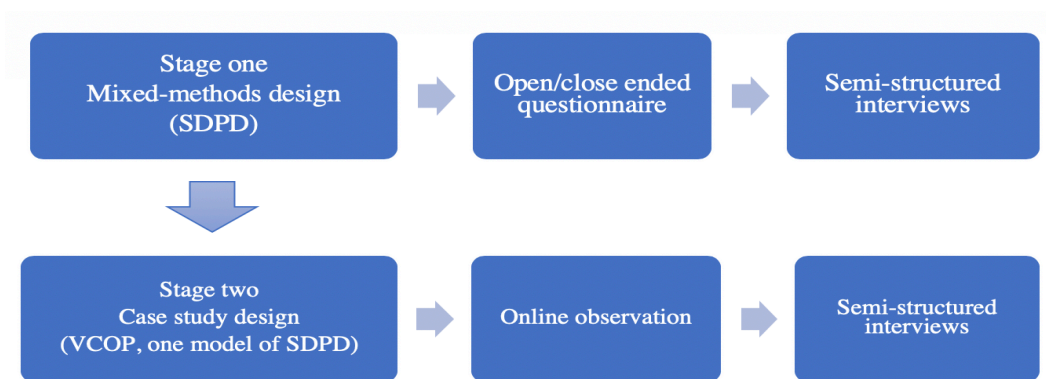 Stage one
Mixed-methods design
(SDPD)
Open/close ended
questionnaire
Semi-structured
interviews
Stage two
Case study design
(VCOP, one model of SDPD)
Online observation
Semi-structured
interviews